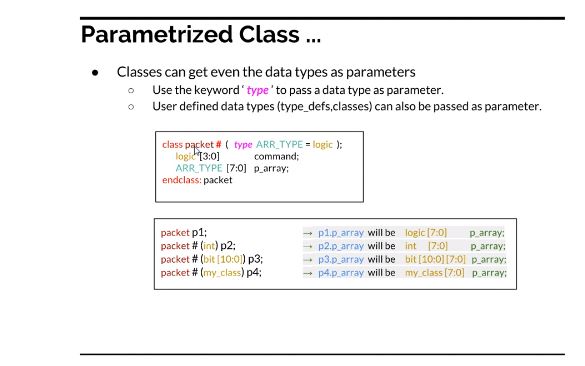 Parametrized Class ...
● Classes can get even the data types as parameters
○ Use the keyword ‘ type ’ to pass a data type as parameter.
○ User defined data types (type_defs,classes) can also be passed as parameter.
class packet # ( type ARR_TYPE = logic );
logic [3:0] command;
ARR_TYPE [7:0] p_array;
endclass: packet
packet p1; → p1.p_array will be logic [7:0] p_array;
packet # (int) p2; → p2.p_array will be int [7:0] p_array;
packet # (bit [10:0]) p3; → p3.p_array will be bit [10:0] [7:0] p_array;
packet # (my_class) p4; → p4.p_array will be my_class [7:0] p_array;